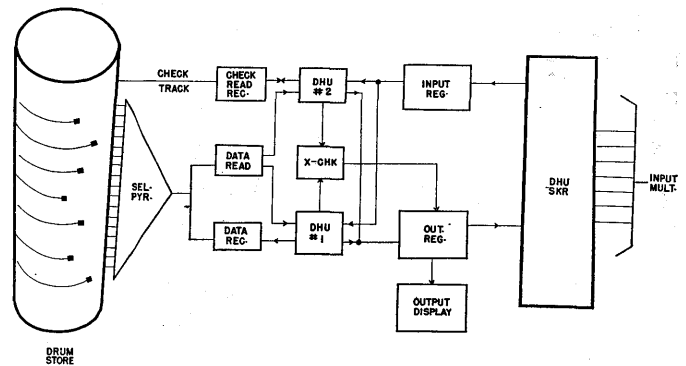 CHECK
TRACK
CHECK
READ
REC.
DHU
#2
INPUT
REG.
DATA
READ
X-CHK
SEL-
PYR.
DHU
SKR
INPUT
MULT.
DATA
REC.
DHU
#1
OUT.
REG.
OUTPUT
DISPLAY
DRUM
STORE